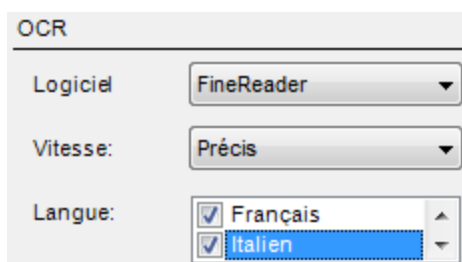 OCR
Logiciel FineReader
Vitesse: Précis
Langue: Français
Italien